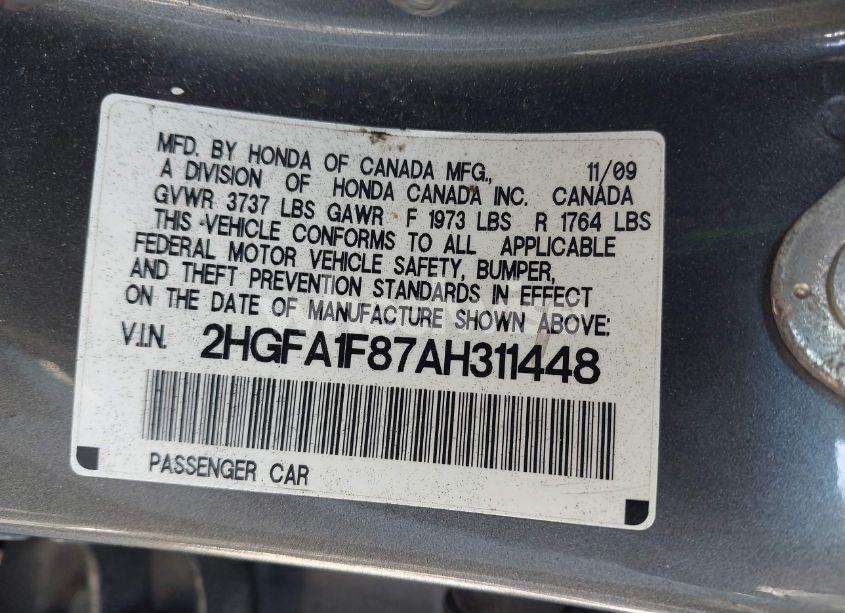 MFD. BY HONDA OF CANADA MFG., 11/09
A DIVISION OF HONDA CANADA INC. CANADA
GVWR 3737 LBS GAWR F 1973 LBS R 1764 LBS
THIS VEHICLE CONFORMS TO ALL APPLICABLE
FEDERAL MOTOR VEHICLE SAFETY, BUMPER,
AND THEFT PREVENTION STANDARDS IN EFFECT
ON THE DATE OF MANUFACTURE SHOWN ABOVE:
V.I.N. 2HGFA1F87AH311448
PASSENGER CAR